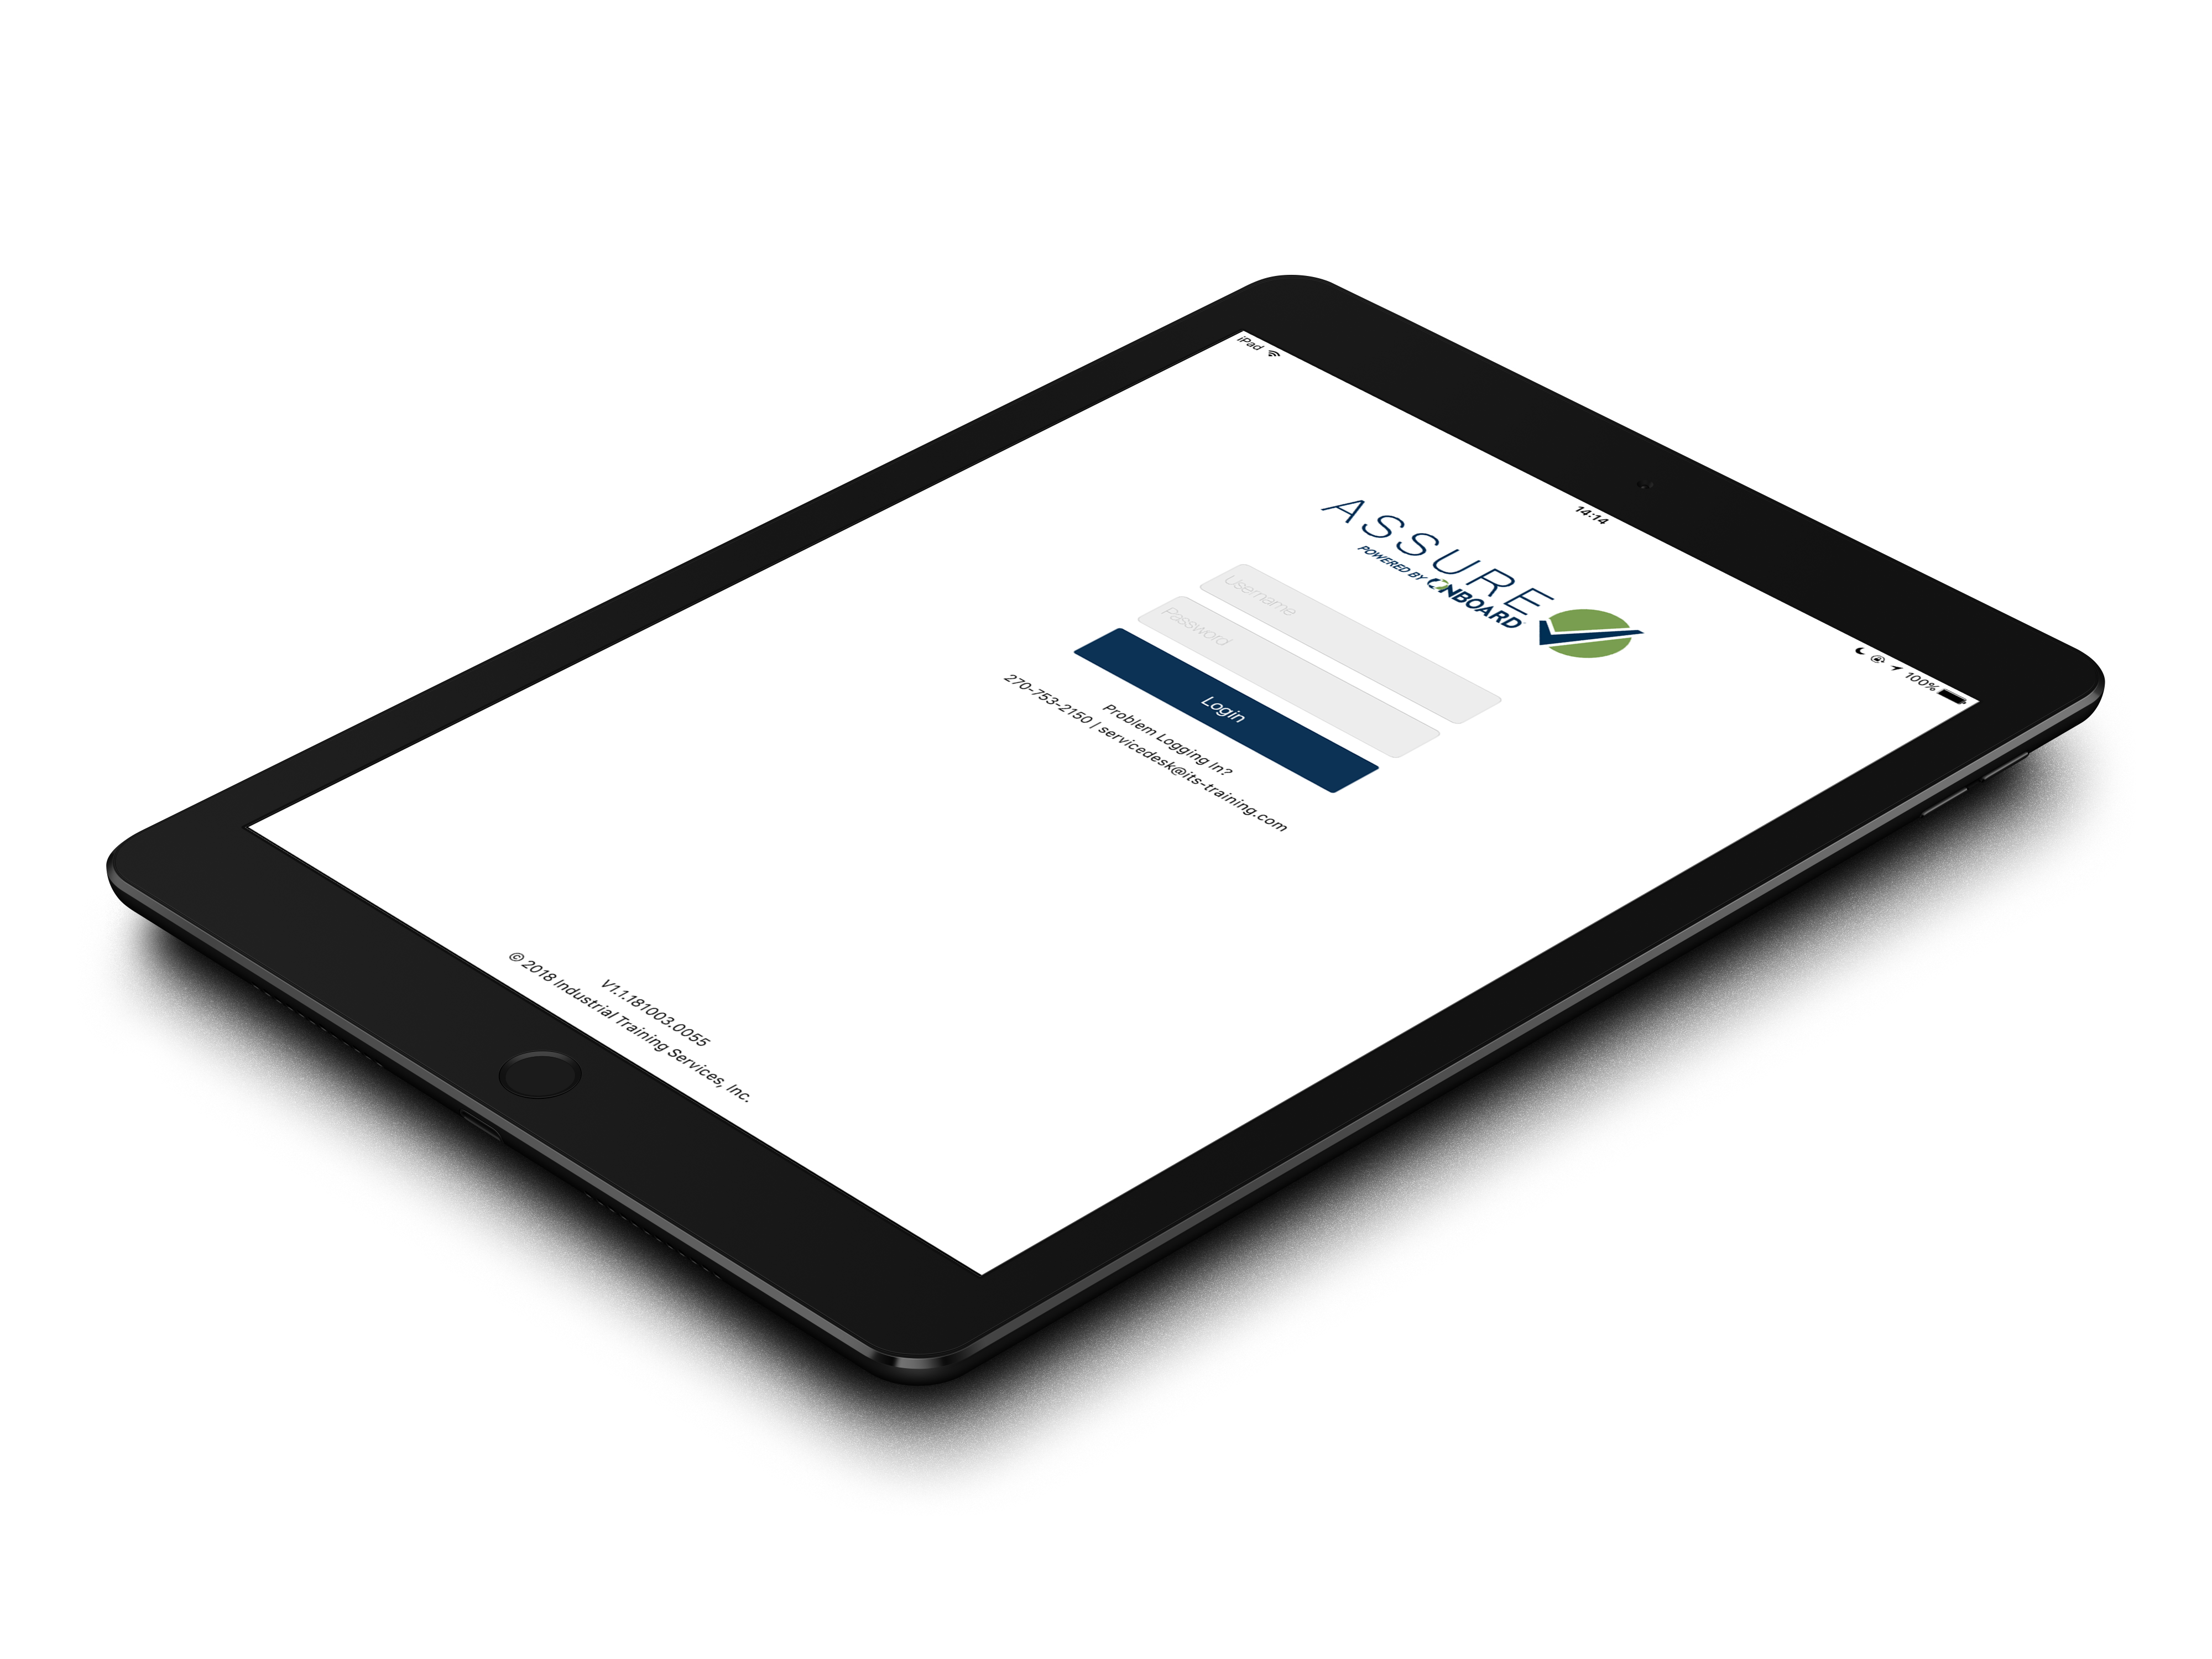 iPad
14:14
100%
ASSURE
POWERED BY ONBOARD
Username
Password
Login
Problem Logging In?
270-753-2150 | servicedesk@its-training.com
V1.1.181003.0055
© 2018 Industrial Training Services, Inc.